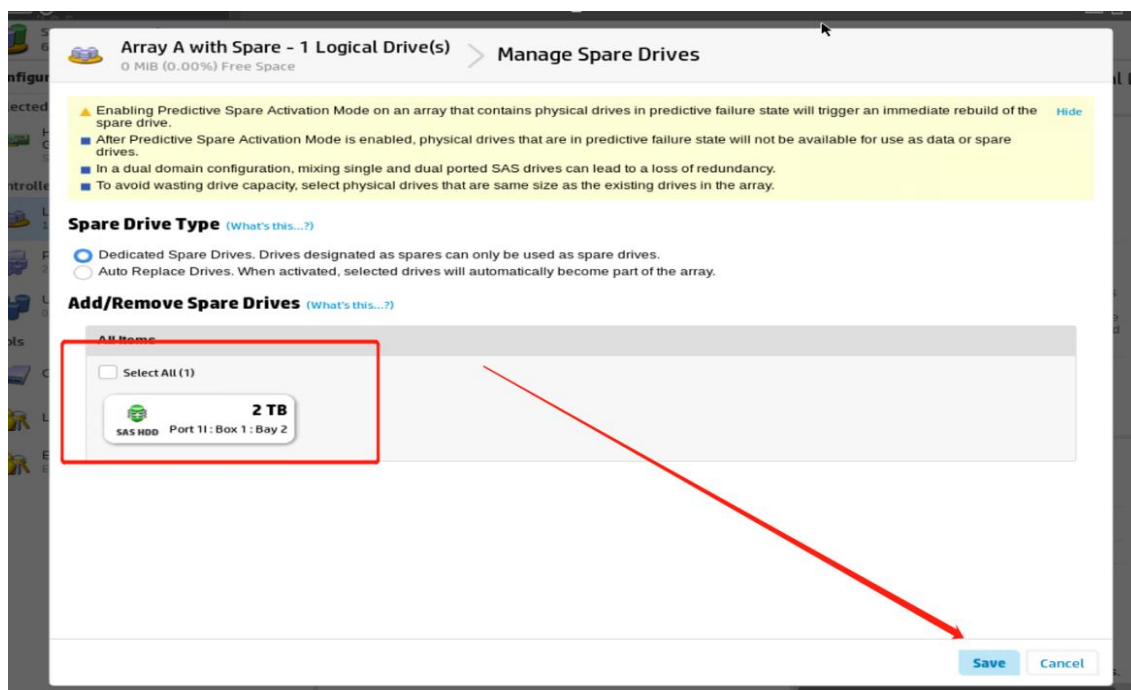 Array A with Spare - 1 Logical Drive(s)
0 MiB (0.00%) Free Space
Manage Spare Drives
Enabling Predictive Spare Activation Mode on an array that contains physical drives in predictive failure state will trigger an immediate rebuild of the
spare drive.
Hide
After Predictive Spare Activation Mode is enabled, physical drives that are in predictive failure state will not be available for use as data or spare
drives.
In a dual domain configuration, mixing single and dual ported SAS drives can lead to a loss of redundancy.
To avoid wasting drive capacity, select physical drives that are same size as the existing drives in the array.
Spare Drive Type (What's this...?)
Dedicated Spare Drives. Drives designated as spares can only be used as spare drives.
Auto Replace Drives. When activated, selected drives will automatically become part of the array.
Add/Remove Spare Drives (What's this...?)
All Items
Select All (1)
2 TB
SAS HDD Port 1I : Box 1 : Bay 2
Save
Cancel